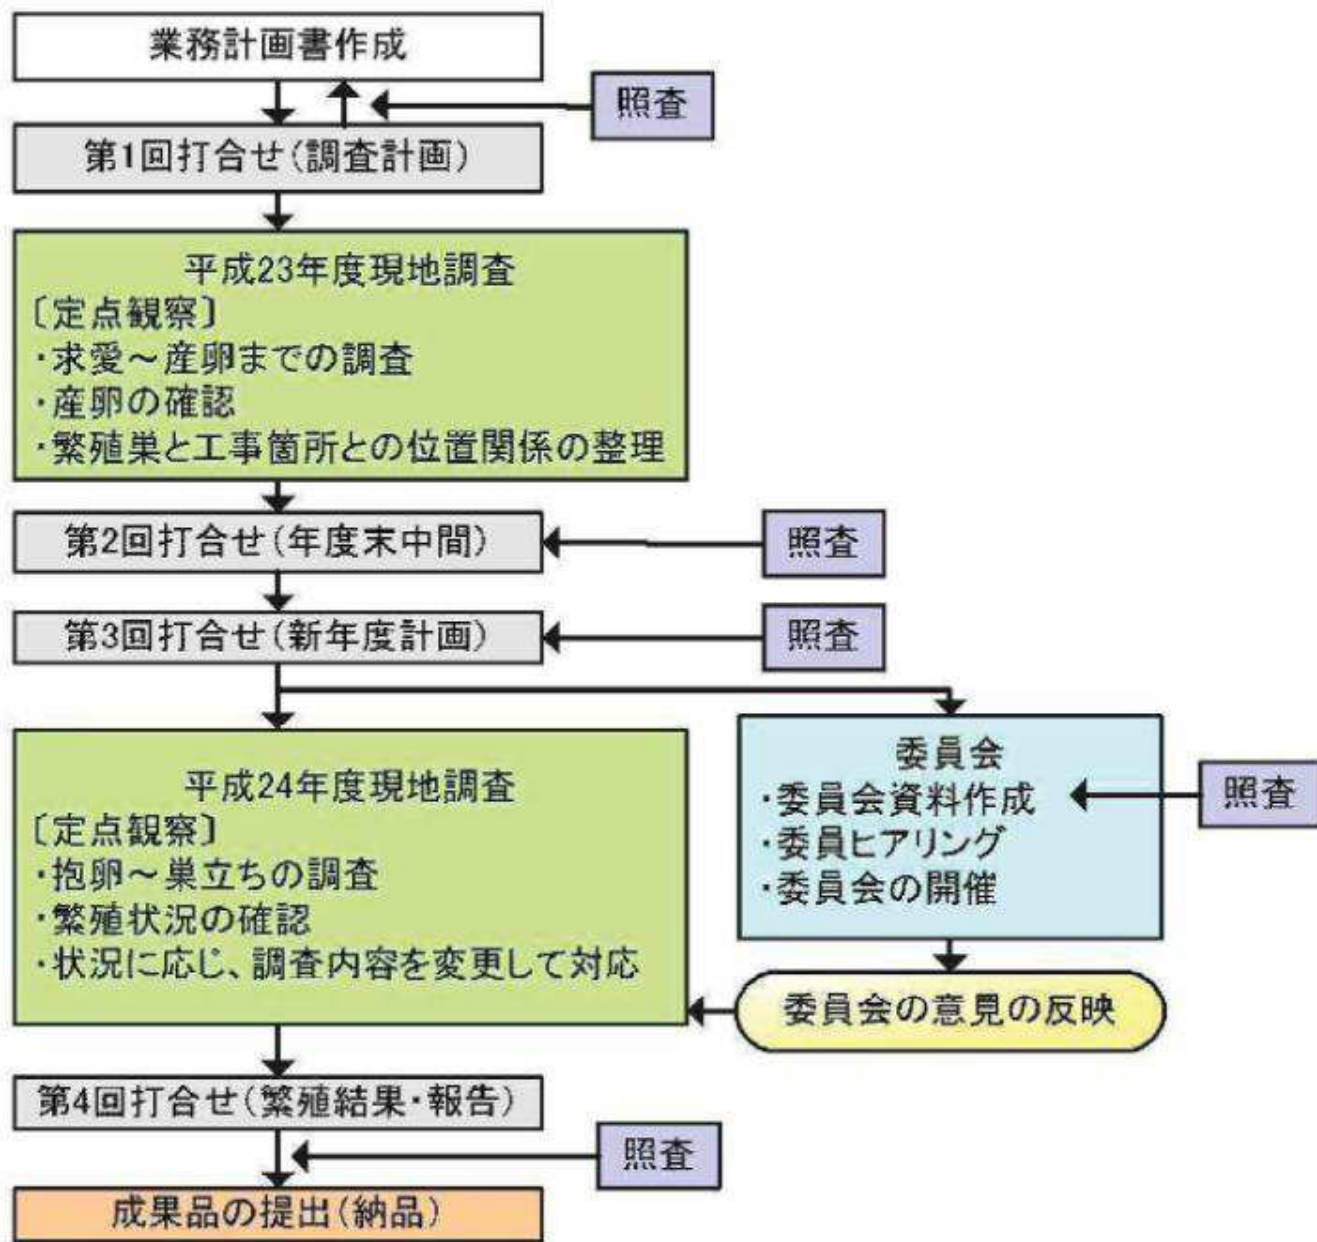 業務計画書作成
照査
第1回打合せ(調査計画)
平成23年度現地調査
〔定点観察〕
・求愛～産卵までの調査
・産卵の確認
・繁殖巣と工事箇所との位置関係の整理
第2回打合せ(年度末中間)
照査
第3回打合せ(新年度計画)
照査
平成24年度現地調査
〔定点観察〕
・抱卵～巣立ちの調査
・繁殖状況の確認
・状況に応じ、調査内容を変更して対応
委員会
・委員会資料作成
・委員ヒアリング
・委員会の開催
照査
委員会の意見の反映
第4回打合せ(繁殖結果・報告)
照査
成果品の提出(納品)